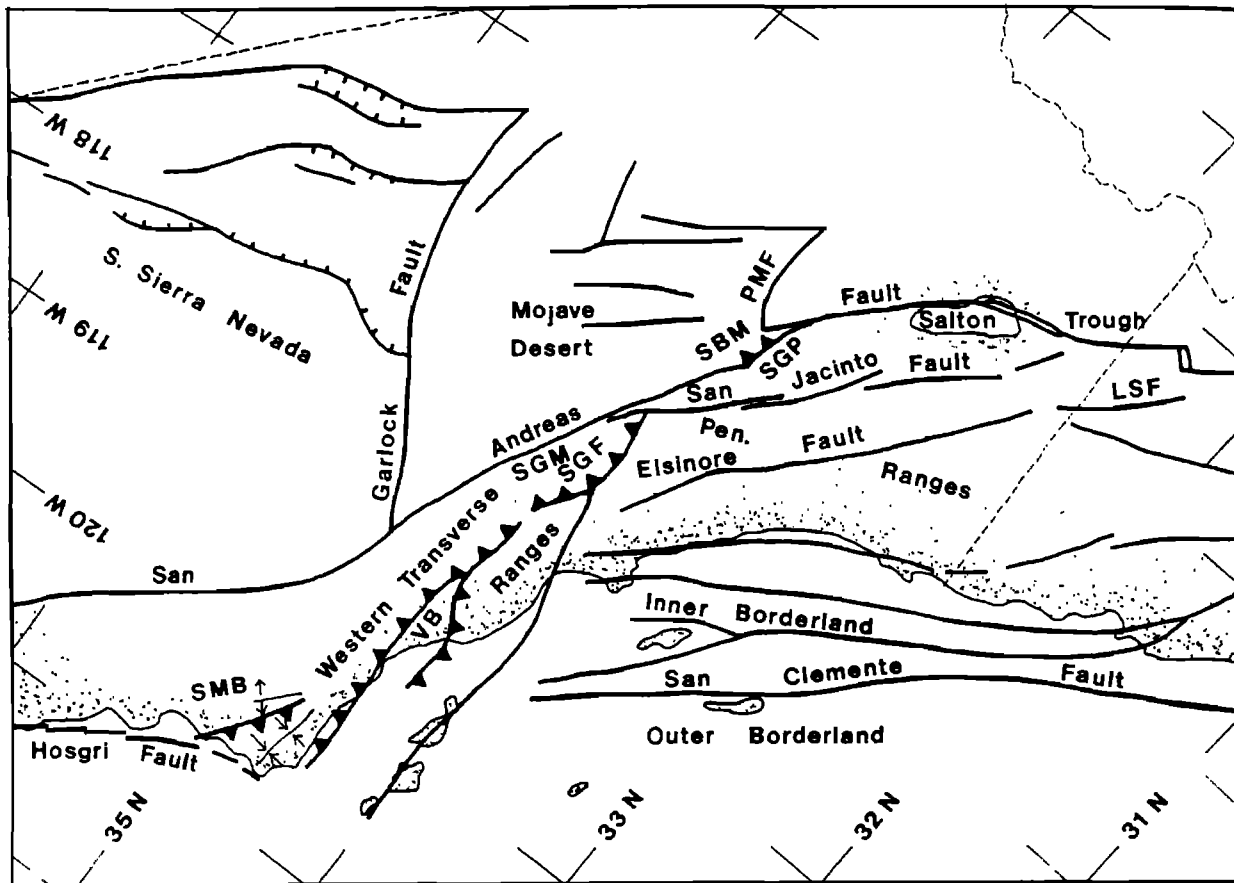 118 W
S. Sierra Nevada
119 W
Fault
Garlock
120 W
Mojave
Desert
PMF
SBM
SGP
Fault
Salton
Trough
San
Jacinto
Fault
LSF
Andreas
SGM
SGF
Pen.
Elsinore
Fault
Ranges
San
Western Transverse
Ranges
VB
Inner Borderland
SMB
San Clemente Fault
Hosgri Fault
Outer Borderland
35 N
33 N
32 N
31 N